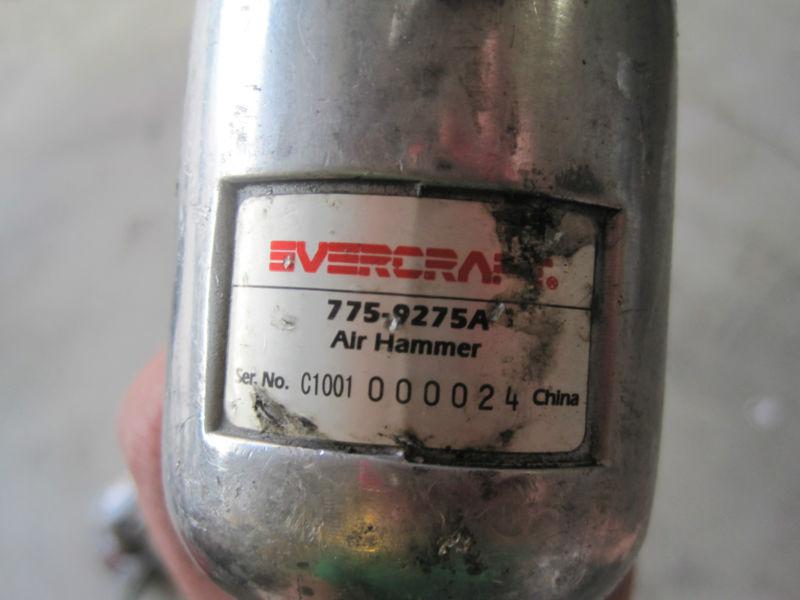 EVERCRAFT®
775-9275A
Air Hammer
Ser. No. C1001 000024 China